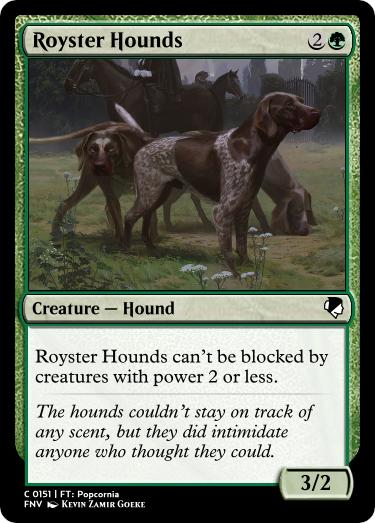 Royster Hounds 2
Creature — Hound
Royster Hounds can't be blocked by
creatures with power 2 or less.
The hounds couldn't stay on track of
any scent, but they did intimidate
anyone who thought they could.
3/2
C 0151 | FT: Popcornia
FNV Kevin Zamir Goeke